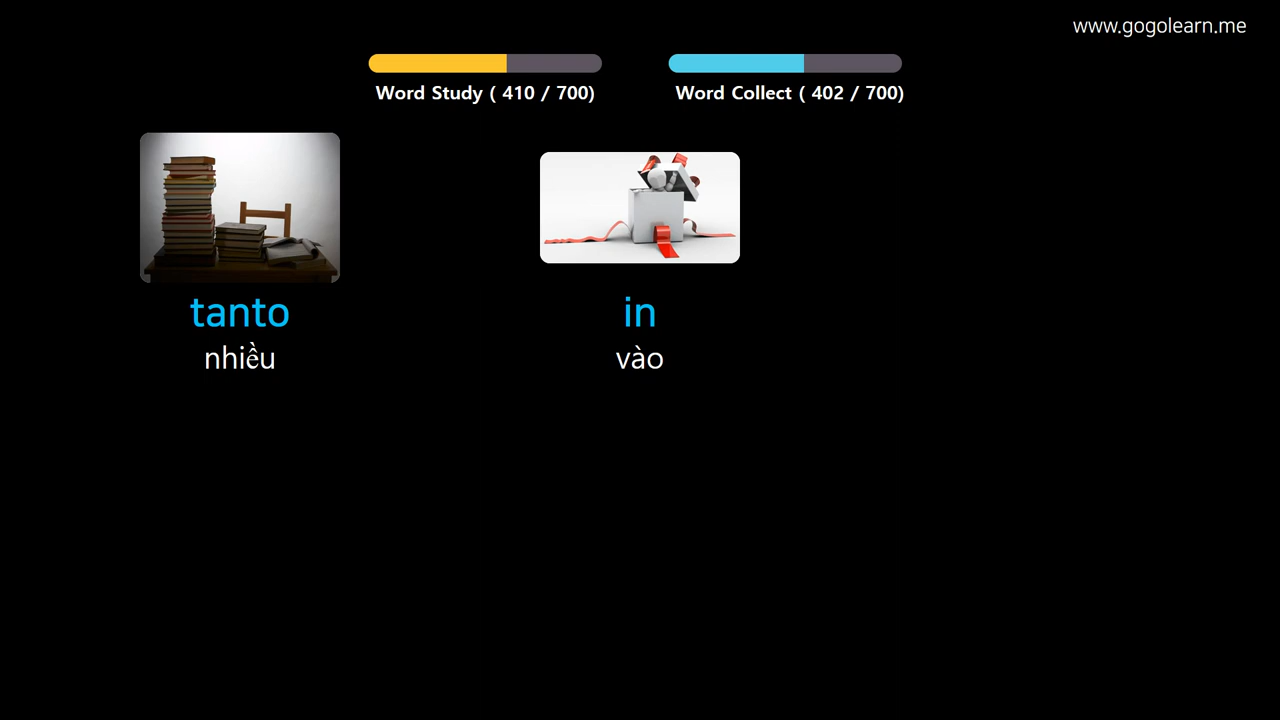 www.gogolearn.me
Word Study ( 410 / 700)
Word Collect ( 402 / 700)
tanto
nhiều
in
vào